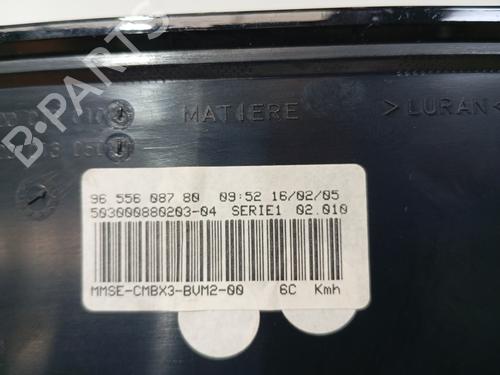 MATIERE > LURAN
96 556 087 80 09:52 16/02/05
503000880203-04 SERIE1 02.010
MMSE-CMBX3-BVM2-00 6C Kmh
B-PARTS